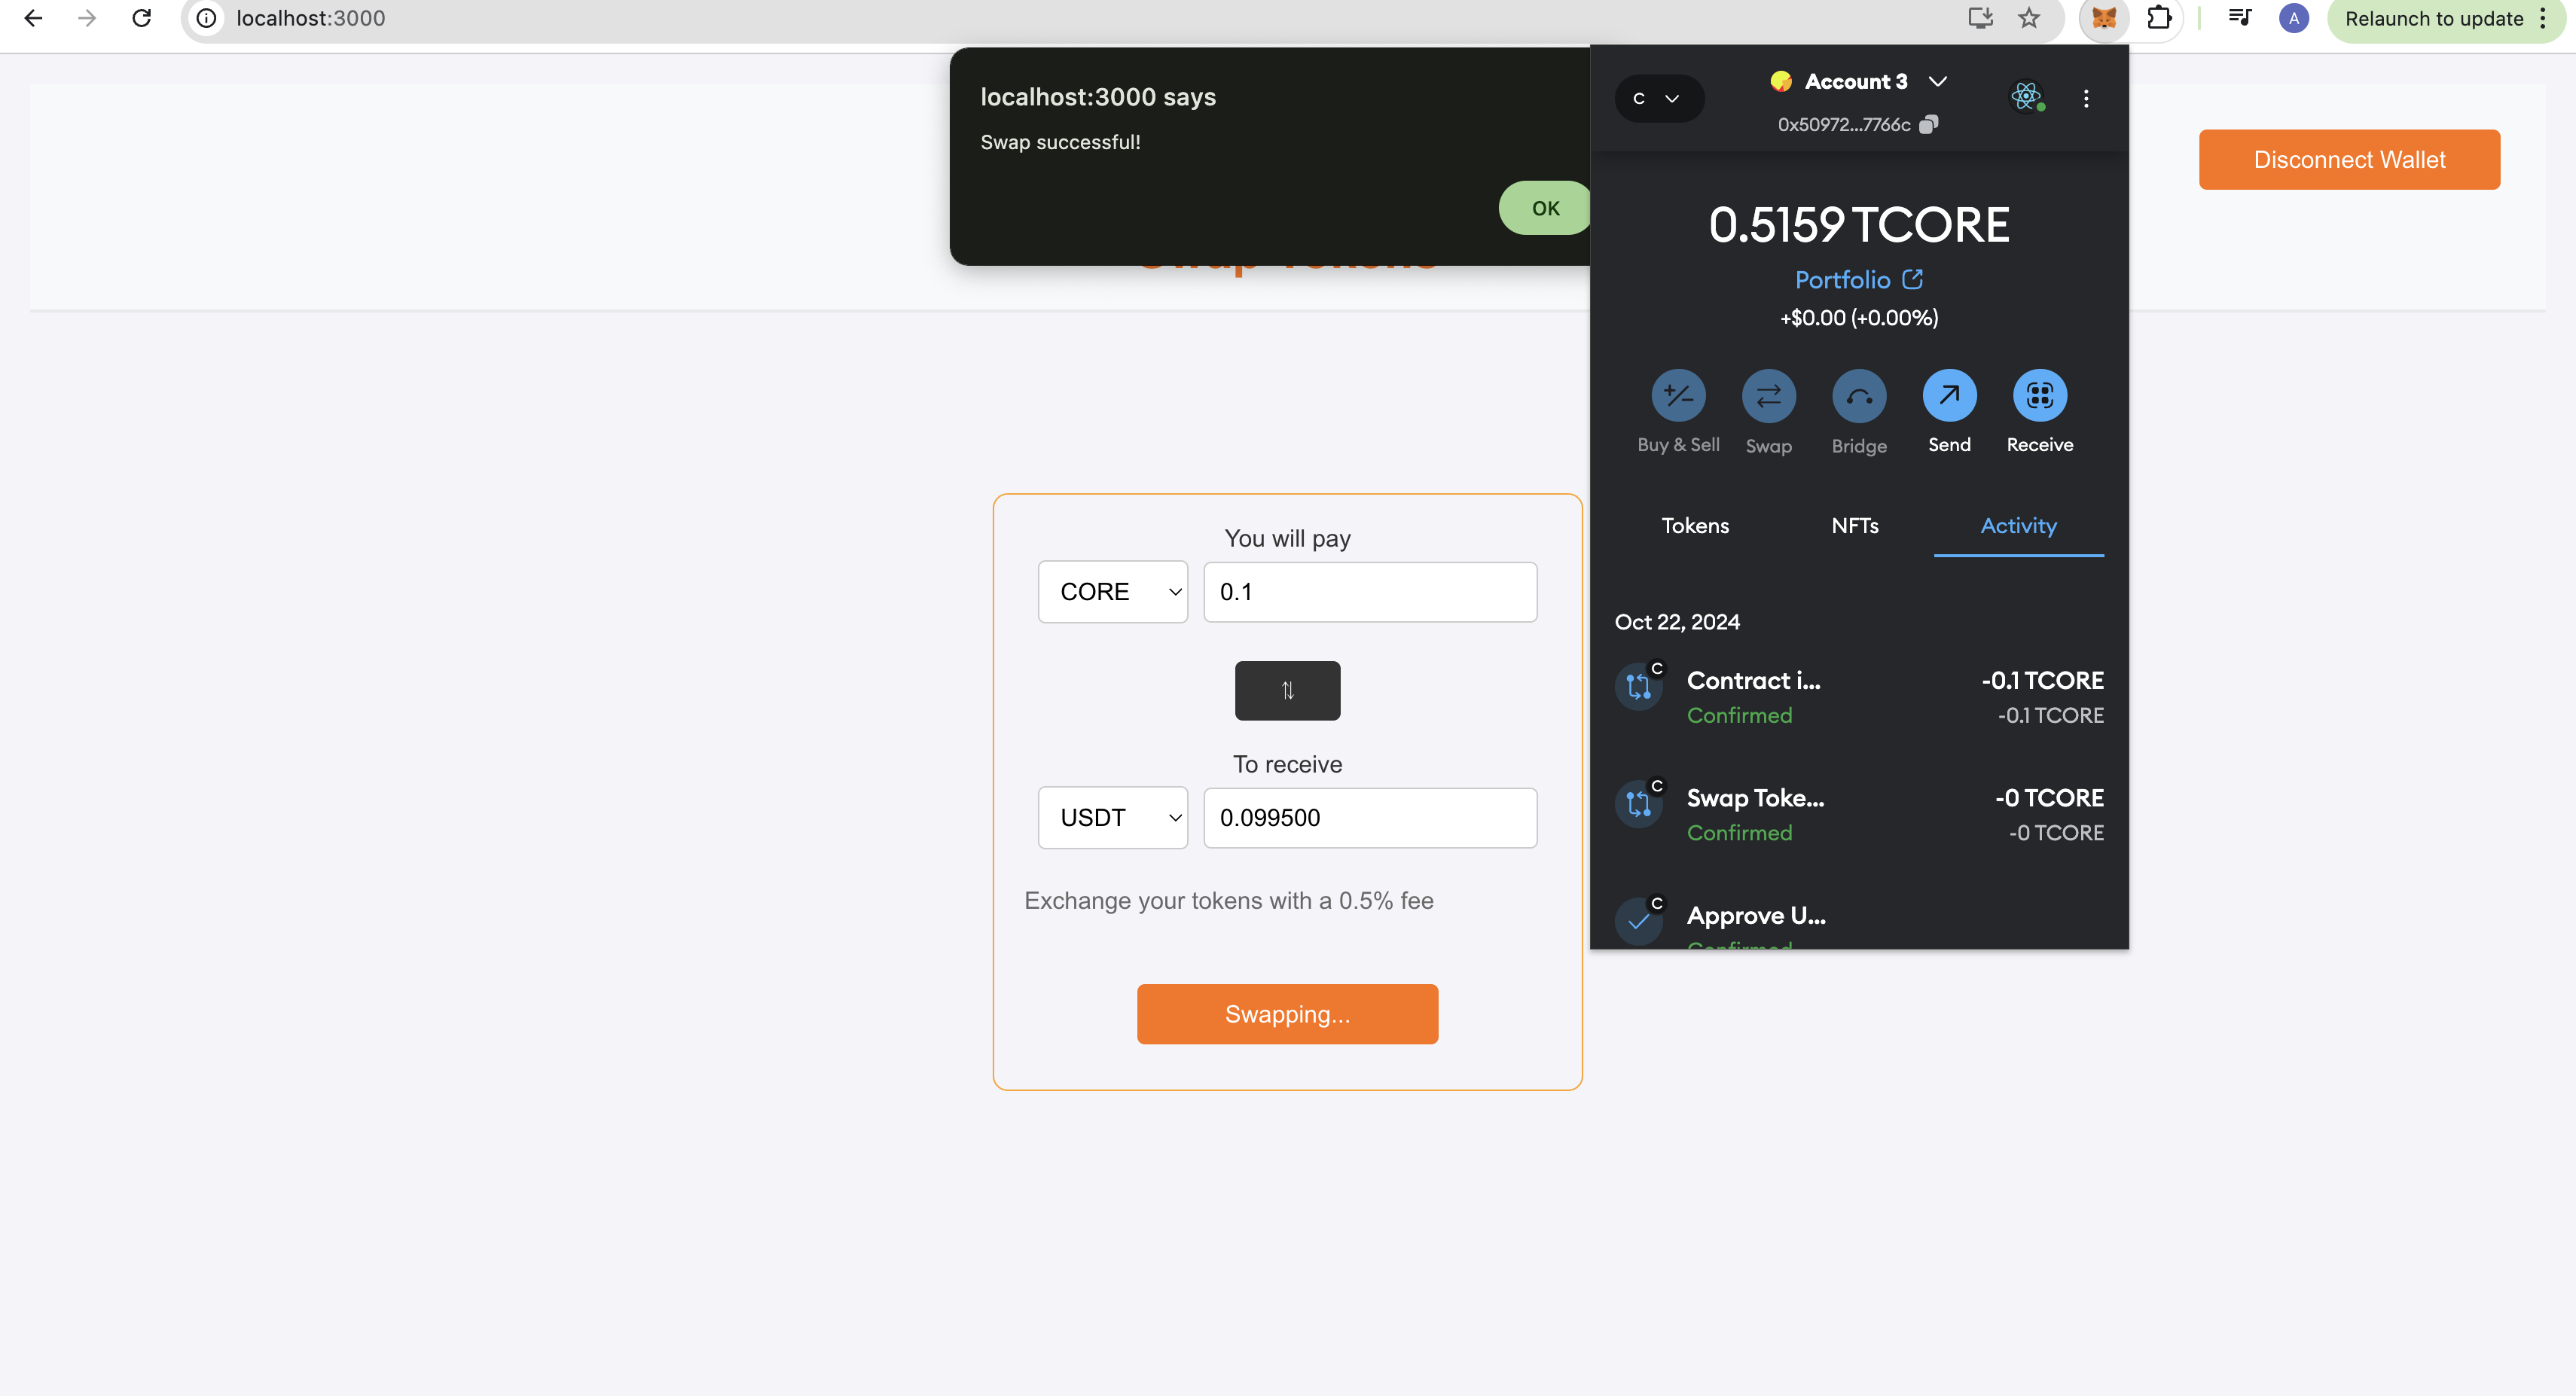 localhost:3000
A
Relaunch to update
localhost:3000 says
Swap successful!
OK
Swap Tokens
Disconnect Wallet
You will pay
CORE
0.1
To receive
USDT
0.099500
Exchange your tokens with a 0.5% fee
Swapping...
C
Account 3
0x50972...7766c
0.5159 TCORE
Portfolio
+$0.00 (+0.00%)
Buy & Sell
Swap
Bridge
Send
Receive
Tokens
NFTs
Activity
Oct 22, 2024
C
Contract i...
-0.1 TCORE
Confirmed
-0.1 TCORE
C
Swap Toke...
-0 TCORE
Confirmed
-0 TCORE
C
Approve U...
Confirmed